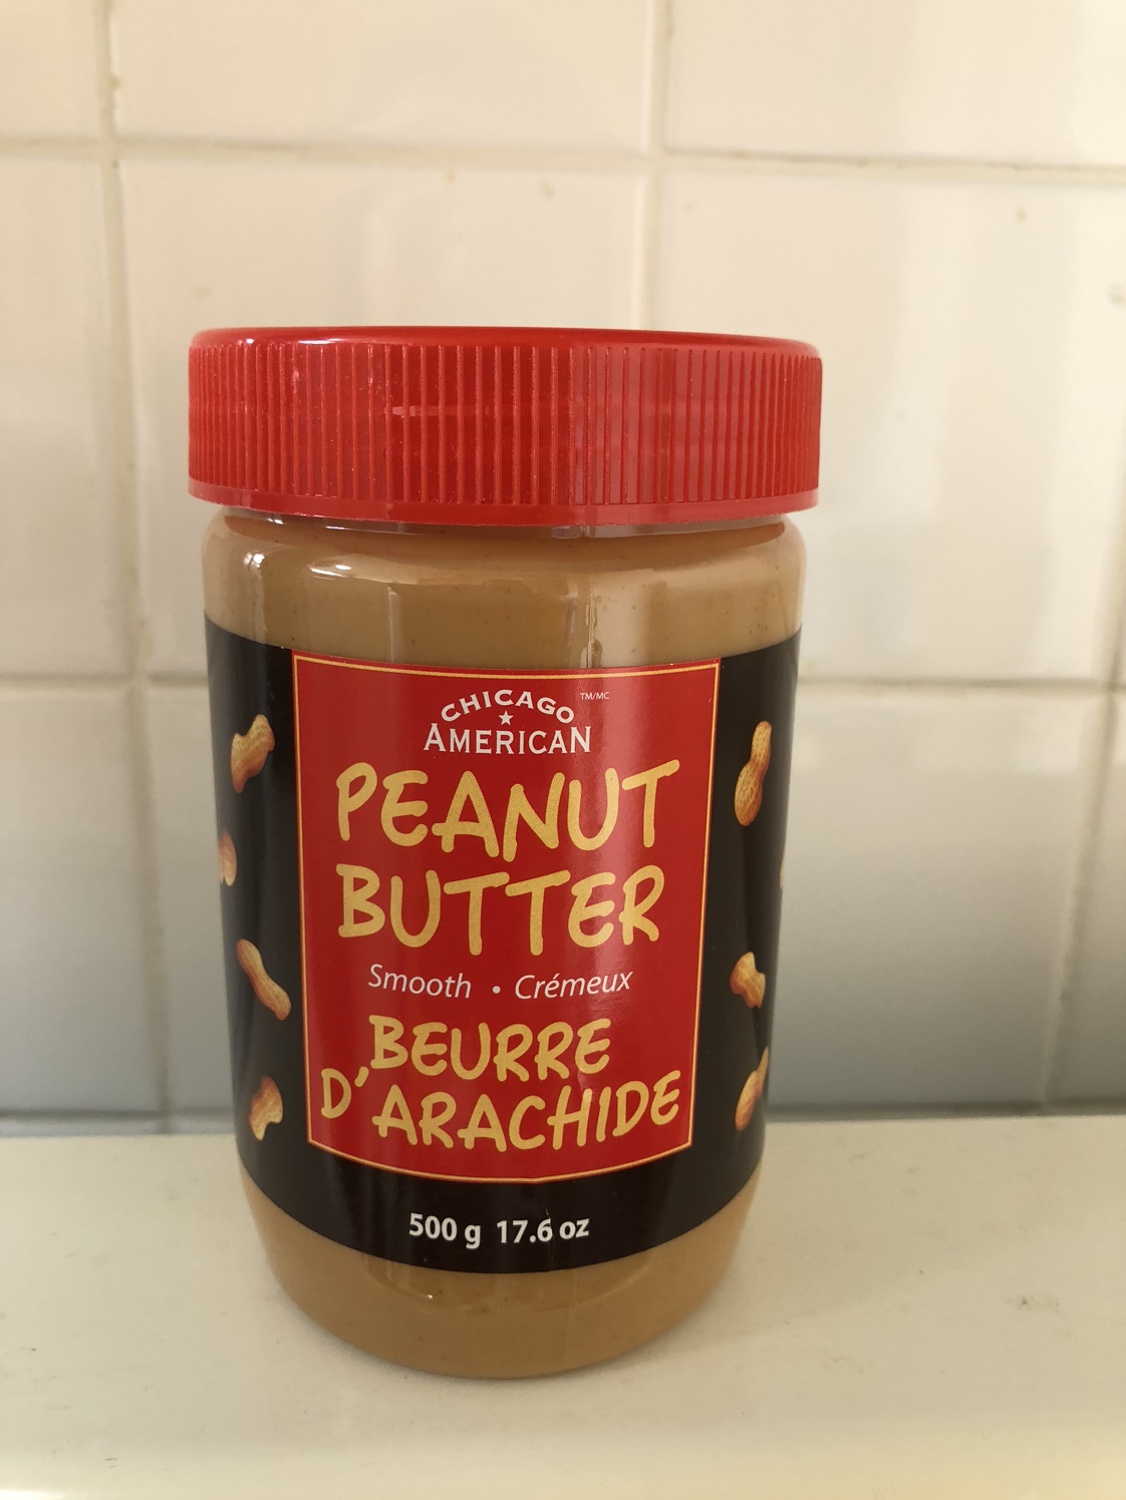 CHICAGO TM/MC
AMERICAN
PEANUT
BUTTER
Smooth • Crémeux
BEURRE
D'ARACHIDE
500 g 17.6 oz